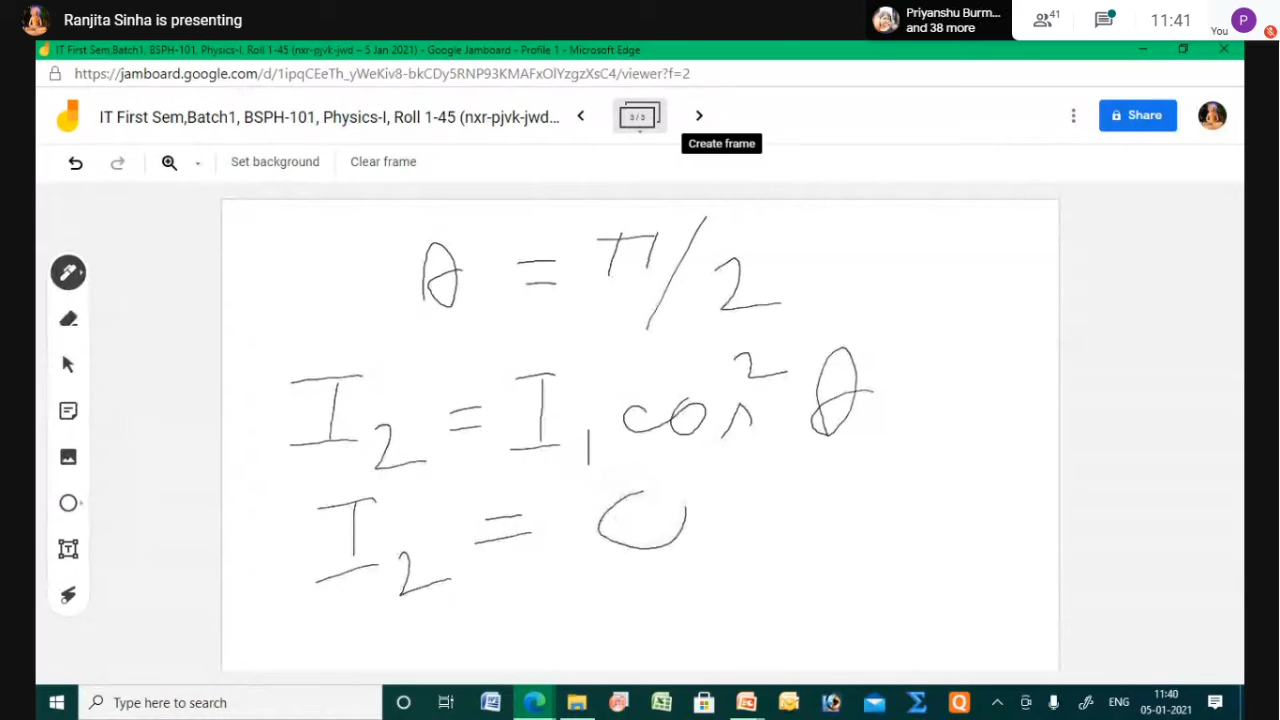 Ranjita Sinha is presenting
Priyanshu Burm...
and 38 more
41
11:41
You
P
IT First Sem,Batch1, BSPH-101, Physics-I, Roll 1-45 (nxr-pjvk-jwd – 5 Jan 2021) - Google Jamboard - Profile 1 - Microsoft Edge
https://jamboard.google.com/d/1ipqCEeTh_yWeKiv8-bkCDy5RNP93KMAFxOlYzgzXsC4/viewer?f=2
IT First Sem,Batch1, BSPH-101, Physics-I, Roll 1-45 (nxr-pjvk-jwd...
3 / 3
Share
Create frame
Set background
Clear frame
θ = π/2
I₂ = I₁ cos² θ
I₂ = 0
Type here to search
ENG
11:40
05-01-2021